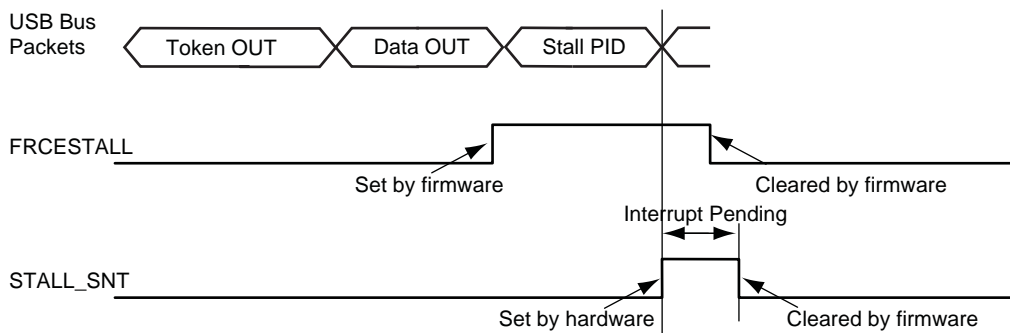 USB Bus
Packets
Token OUT
Data OUT
Stall PID
FRCESTALL
Set by firmware
Cleared by firmware
Interrupt Pending
STALL_SNT
Set by hardware
Cleared by firmware